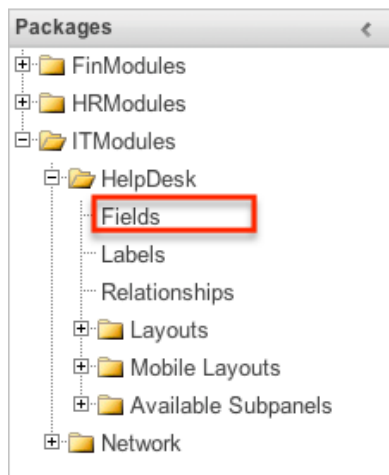 Packages
FinModules
HRModules
ITModules
HelpDesk
Fields
Labels
Relationships
Layouts
Mobile Layouts
Available Subpanels
Network